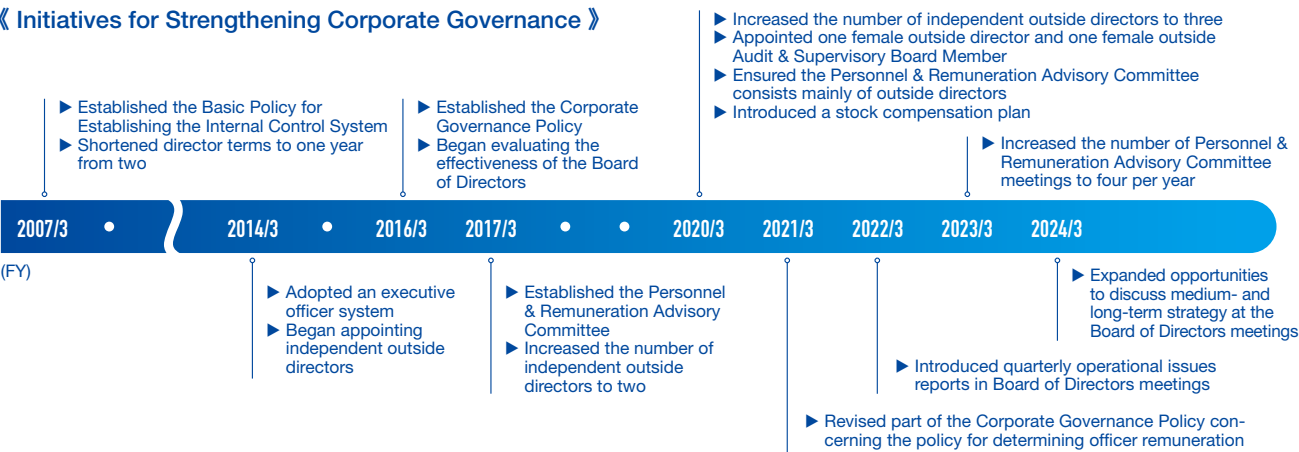 《 Initiatives for Strengthening Corporate Governance 》
▶ Increased the number of independent outside directors to three
▶ Appointed one female outside director and one female outside
Audit & Supervisory Board Member
▶ Ensured the Personnel & Remuneration Advisory Committee
consists mainly of outside directors
▶ Introduced a stock compensation plan
▶ Established the Basic Policy for
Establishing the Internal Control System
▶ Shortened director terms to one year
from two
▶ Established the Corporate
Governance Policy
▶ Began evaluating the
effectiveness of the Board
of Directors
▶ Increased the number of Personnel &
Remuneration Advisory Committee
meetings to four per year
2007/3 2014/3 2016/3 2017/3 2020/3 2021/3 2022/3 2023/3 2024/3
(FY)
▶ Adopted an executive
officer system
▶ Began appointing
independent outside
directors
▶ Established the Personnel
& Remuneration Advisory
Committee
▶ Increased the number of
independent outside
directors to two
▶ Expanded opportunities
to discuss medium- and
long-term strategy at the
Board of Directors meetings
▶ Introduced quarterly operational issues
reports in Board of Directors meetings
▶ Revised part of the Corporate Governance Policy con-
cerning the policy for determining officer remuneration